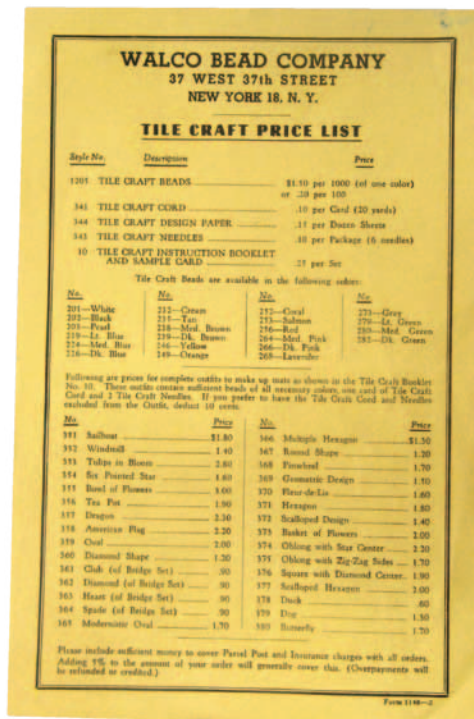 WALCO BEAD COMPANY
37 WEST 37th STREET
NEW YORK 18, N. Y.
TILE CRAFT PRICE LIST
Style No. Description Price
1205 TILE CRAFT BEADS $1.50 per 1000 (of one color)
or .20 per 100
TILE CRAFT CORD .10 per Card (20 yards)
344 TILE CRAFT DESIGN PAPER .15 per Dozen Sheets
TILE CRAFT NEEDLES .10 per Package (6 needles)
10 TILE CRAFT INSTRUCTION BOOKLET
AND SAMPLE CARD .25 per Set
Tile Craft Beads are available in the following colors:
No. No. No. No.
201—White 212—Cream 252—Coral 273—Grey
202—Black Tan 253—Salmon 279—Lt. Green
203—Pearl 228—Med. Brown 256—Red 280—Med. Green
219—Lt. Blue 239—Dk. Brown 264—Med. Pink 282—Dk. Green
224—Med. Blue 246—Yellow 266—Dk. Pink
226—Dk. Blue 249—Orange 268—Lavender
Following are prices for complete outfits to make up mats as shown in the Tile Craft Booklet
No. 10. These outfits contain sufficient beads of all necessary colors, one card of Tile Craft
Cord and 2 Tile Craft Needles. If you prefer to have the Tile Craft Cord and Needles
excluded from the Outfit, deduct 10 cents.
No. Price No. Price
351 Sailboat $1.80 366 Multiple Hexagon $1.50
352 Windmill 1.40 367 Round Shape 1.20
353 Tulips in Bloom 2.80 368 Pinwheel 1.70
354 Six Pointed Star 1.60 369 Geometric Design
355 Bowl of Flowers 370 Fleur-de-Lis 1.60
356 Tea Pot 1.90 371 Hexagon 1.80
357 Dragon 2.30 372 Scalloped Design 1.40
358 American Flag 2.20 373 Basket of Flowers 2.00
359 Oval 2.00 374 Oblong with Star Center 2.20
360 Diamond Shape 1.20 375 Oblong with Zig-Zag Sides 1.70
361 Club (of Bridge Set) .90 376 Square with Diamond Center 1.90
362 Diamond (of Bridge Set) .90 377 Scalloped Hexagon 2.00
363 Heart (of Bridge Set) .90 378 Duck .80
364 Spade (of Bridge Set) .90 379 Dog 1.50
365 Modernistic Oval 1.70 380 Butterfly 1.70
Please include sufficient money to cover Parcel Post and Insurance charges with all orders.
Adding 5% to the amount of your order will generally cover this. (Overpayments will
be refunded or credited.)
Form 1140—2